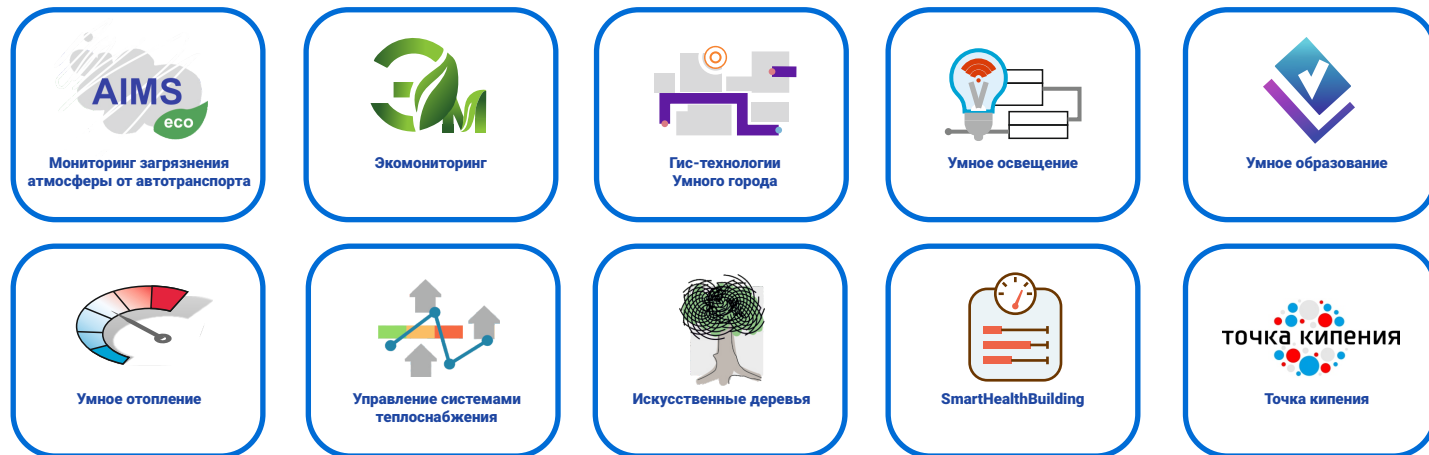 AIMS
eco
Мониторинг загрязнения
атмосферы от автотранспорта
ЭМ
Экомониторинг
Гис-технологии
Умного города
Умное освещение
Умное образование
Умное отопление
Управление системами
теплоснабжения
Искусственные деревья
SmartHealthBuilding
точка кипения
Точка кипения